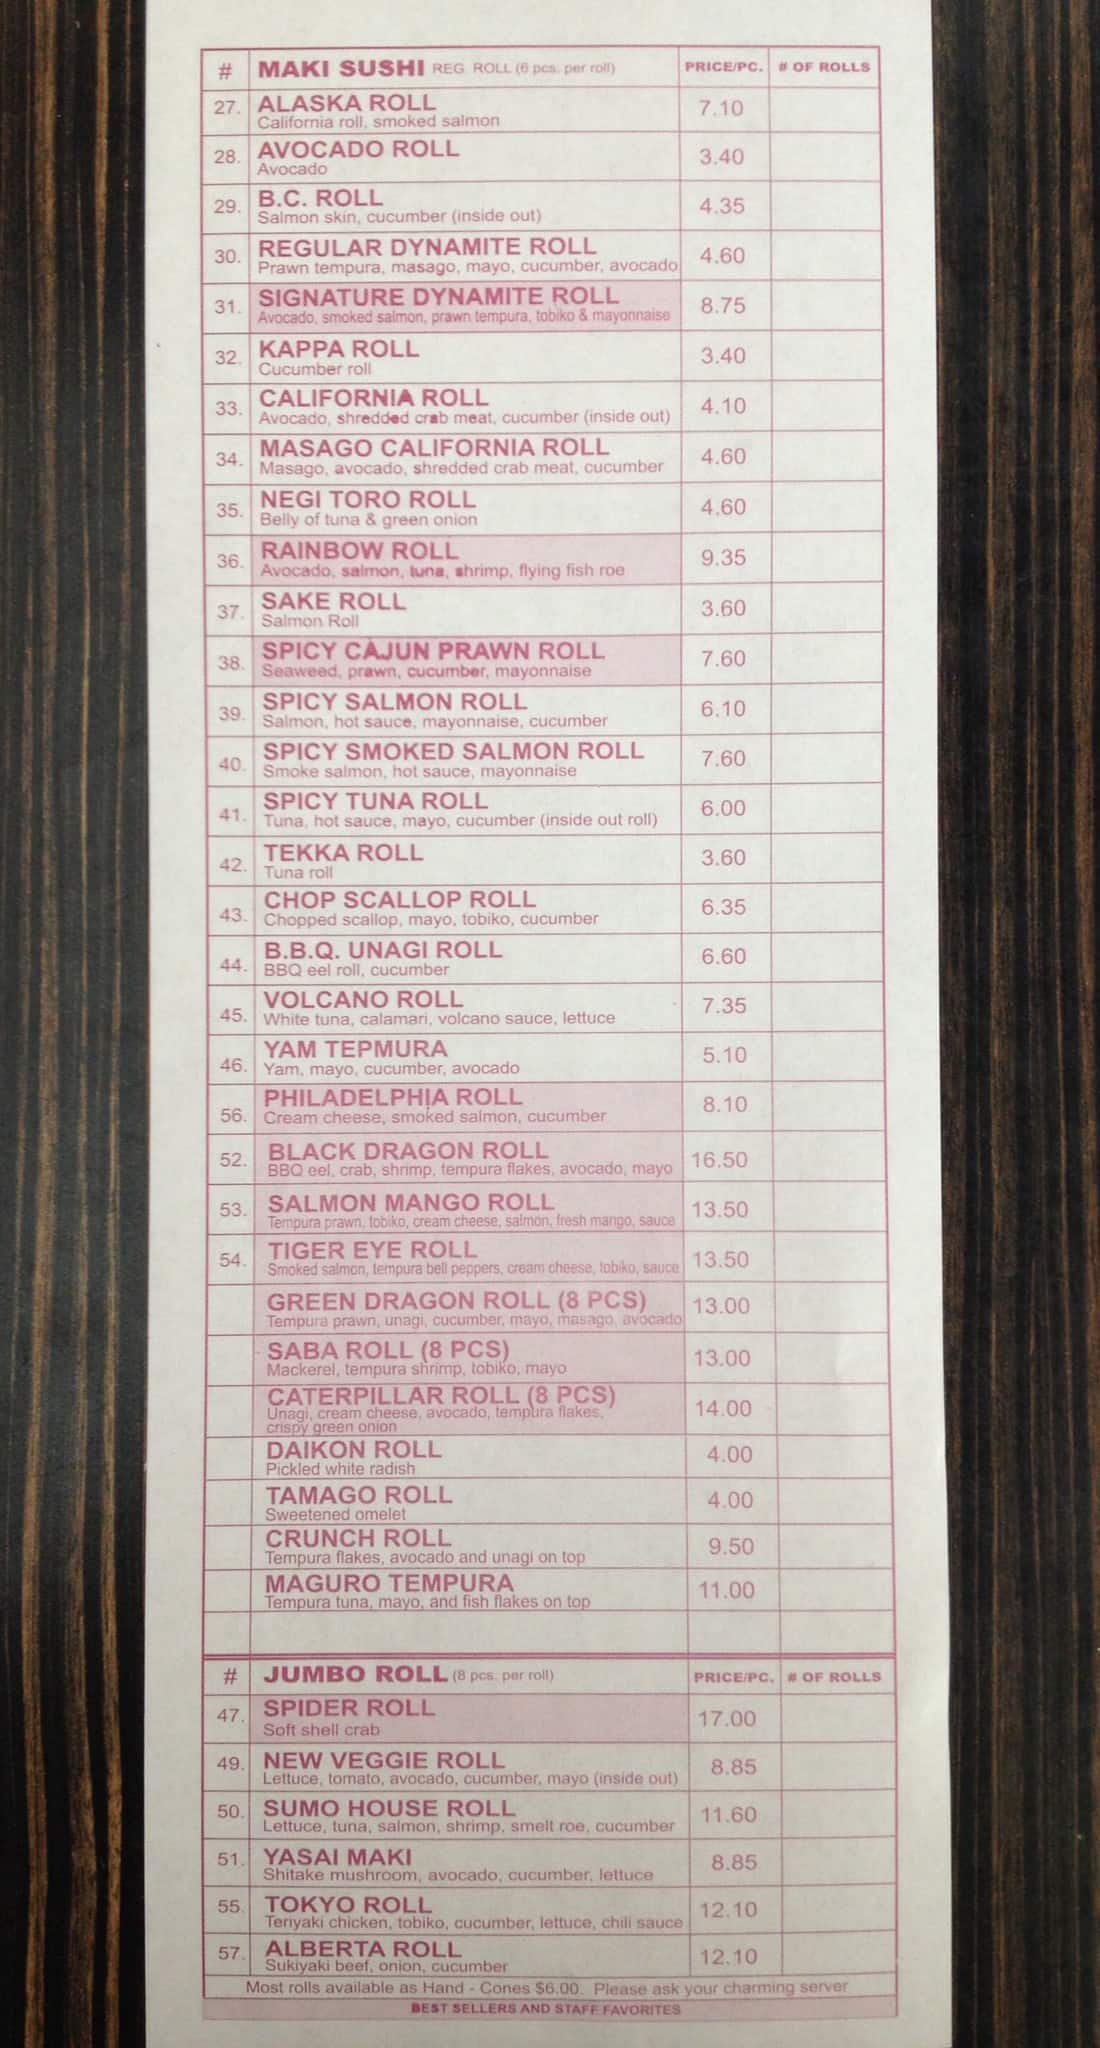 # MAKI SUSHI REG. ROLL (6 pcs. per roll) PRICE/PC. # OF ROLLS
27. ALASKA ROLL 7.10
California roll, smoked salmon
28. AVOCADO ROLL 3.40
Avocado
29. B.C. ROLL 4.35
Salmon skin, cucumber (inside out)
30. REGULAR DYNAMITE ROLL 4.60
Prawn tempura, masago, mayo, cucumber, avocado
31. SIGNATURE DYNAMITE ROLL 8.75
Avocado, smoked salmon, prawn tempura, tobiko & mayonnaise
32. KAPPA ROLL 3.40
Cucumber roll
33. CALIFORNIA ROLL 4.10
Avocado, shredded crab meat, cucumber (inside out)
34. MASAGO CALIFORNIA ROLL 4.60
Masago, avocado, shredded crab meat, cucumber
35. NEGI TORO ROLL 4.60
Belly of tuna & green onion
36. RAINBOW ROLL 9.35
Avocado, salmon, tuna, shrimp, flying fish roe
37. SAKE ROLL 3.60
Salmon Roll
38. SPICY CAJUN PRAWN ROLL 7.60
Seaweed, prawn, cucumber, mayonnaise
39. SPICY SALMON ROLL 6.10
Salmon, hot sauce, mayonnaise, cucumber
40. SPICY SMOKED SALMON ROLL 7.60
Smoke salmon, hot sauce, mayonnaise
41. SPICY TUNA ROLL 6.00
Tuna, hot sauce, mayo, cucumber (inside out roll)
42. TEKKA ROLL 3.60
Tuna roll
43. CHOP SCALLOP ROLL 6.35
Chopped scallop, mayo, tobiko, cucumber
44. B.B.Q. UNAGI ROLL 6.60
BBQ eel roll, cucumber
45. VOLCANO ROLL 7.35
White tuna, calamari, volcano sauce, lettuce
46. YAM TEPMURA 5.10
Yam, mayo, cucumber, avocado
56. PHILADELPHIA ROLL 8.10
Cream cheese, smoked salmon, cucumber
52. BLACK DRAGON ROLL 16.50
BBQ eel, crab, shrimp, tempura flakes, avocado, mayo
53. SALMON MANGO ROLL 13.50
Tempura prawn, tobiko, cream cheese, salmon, fresh mango, sauce
54. TIGER EYE ROLL 13.50
Smoked salmon, tempura bell peppers, cream cheese, tobiko, sauce
GREEN DRAGON ROLL (8 PCS) 13.00
Tempura prawn, unagi, cucumber, mayo, masago, avocado
SABA ROLL (8 PCS) 13.00
Mackerel, tempura shrimp, tobiko, mayo
CATERPILLAR ROLL (8 PCS) 14.00
Unagi, cream cheese, avocado, tempura flakes,
crispy green onion
DAIKON ROLL 4.00
Pickled white radish
TAMAGO ROLL 4.00
Sweetened omelet
CRUNCH ROLL 9.50
Tempura flakes, avocado and unagi on top
MAGURO TEMPURA 11.00
Tempura tuna, mayo, and fish flakes on top
# JUMBO ROLL (8 pcs. per roll) PRICE/PC. # OF ROLLS
47. SPIDER ROLL 17.00
Soft shell crab
49. NEW VEGGIE ROLL 8.85
Lettuce, tomato, avocado, cucumber, mayo (inside out)
50. SUMO HOUSE ROLL 11.60
Lettuce, tuna, salmon, shrimp, smelt roe, cucumber
51. YASAI MAKI 8.85
Shitake mushroom, avocado, cucumber, lettuce
55. TOKYO ROLL 12.10
Teriyaki chicken, tobiko, cucumber, lettuce, chili sauce
57. ALBERTA ROLL 12.10
Sukiyaki beef, onion, cucumber
Most rolls available as Hand - Cones $6.00. Please ask your charming server
BEST SELLERS AND STAFF FAVORITES